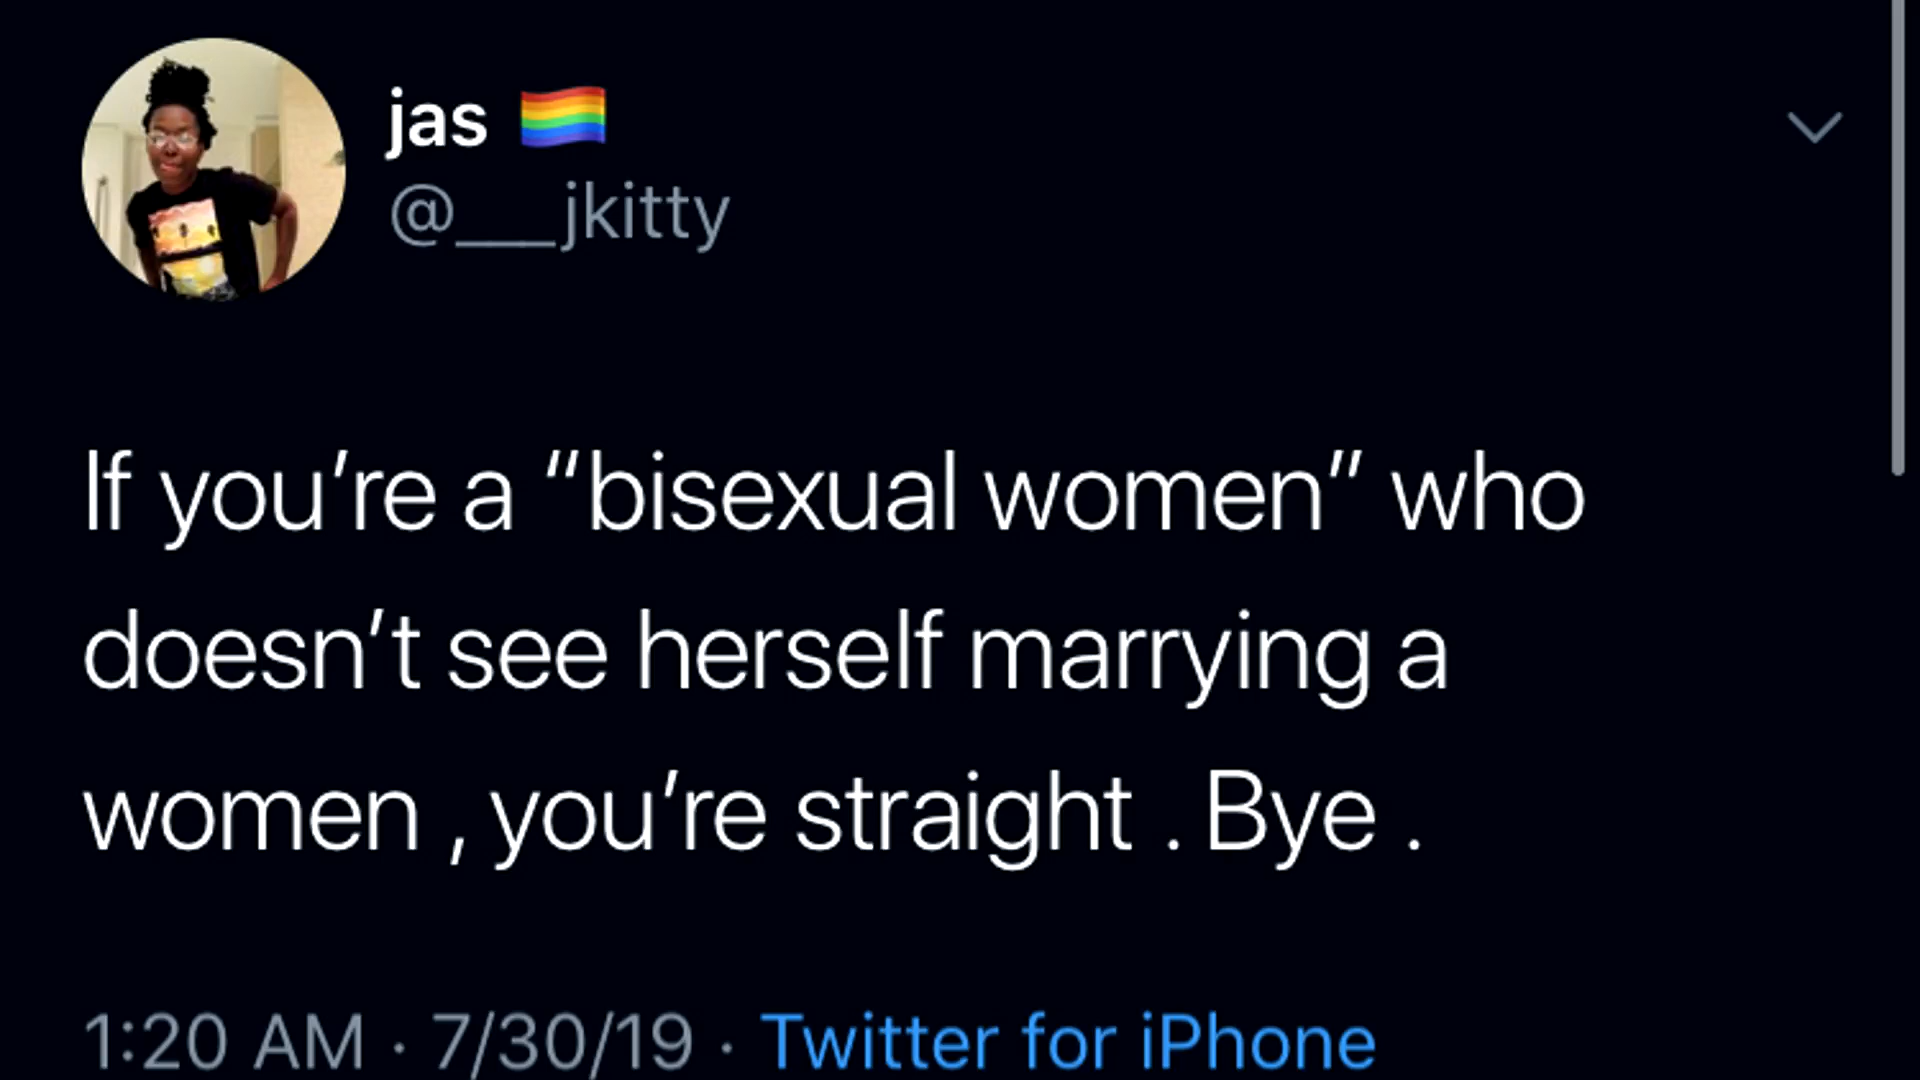 jas 🏳️‍🌈
@___jkitty
If you’re a “bisexual women” who
doesn’t see herself marrying a
women , you’re straight . Bye .
1:20 AM · 7/30/19 · Twitter for iPhone